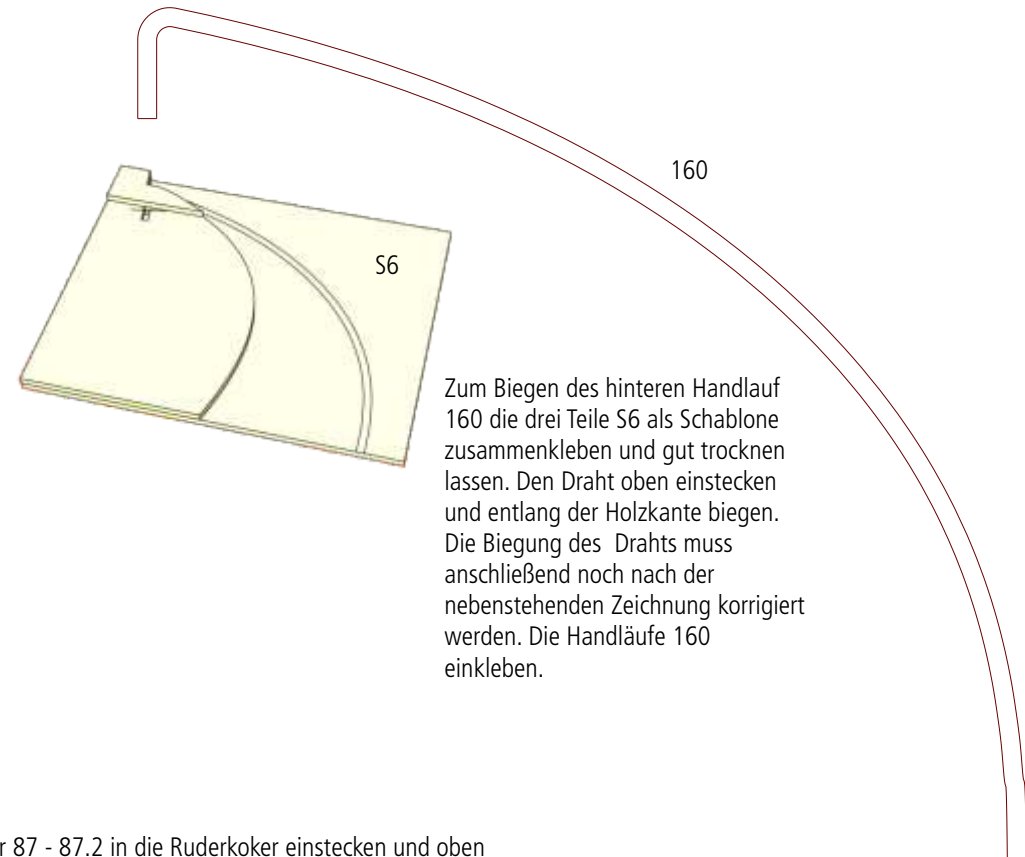 160
S6
Zum Biegen des hinteren Handlauf
160 die drei Teile S6 als Schablone
zusammenkleben und gut trocknen
lassen. Den Draht oben einstecken
und entlang der Holzkante biegen.
Die Biegung des  Drahts muss
anschließend noch nach der
nebenstehenden Zeichnung korrigiert
werden. Die Handläufe 160
einkleben.
87 - 87.2 in die Ruderkoker einstecken und oben